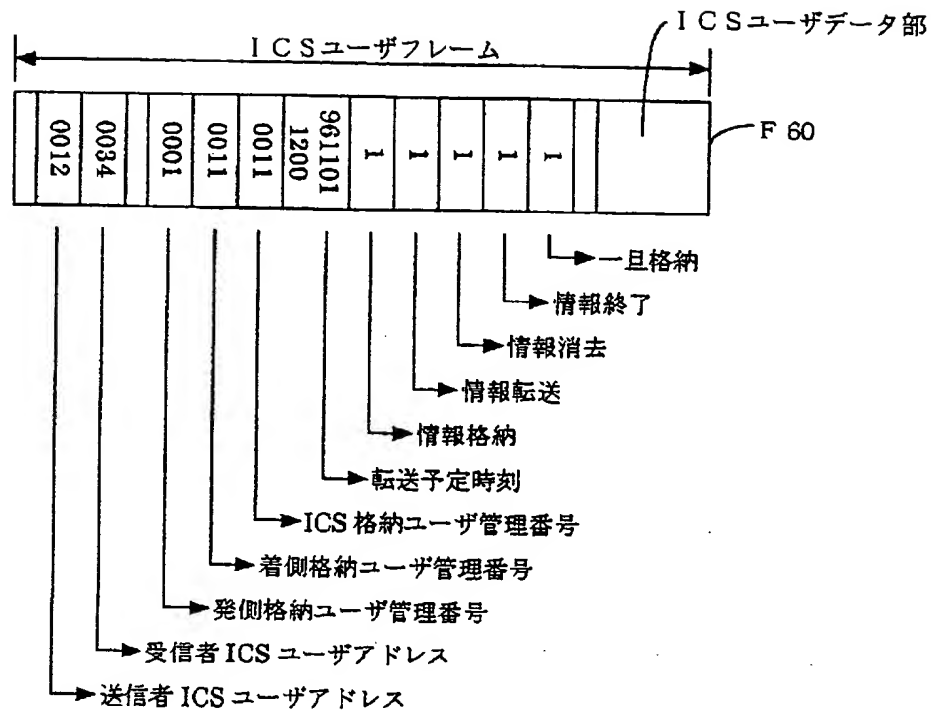 ICSユーザデータ部
ICSユーザフレーム
F 60
0012
0034
0001
0011
0011
961101
1200
1
1
1
1
1
一旦格納
情報終了
情報消去
情報転送
情報格納
転送予定時刻
ICS 格納ユーザ管理番号
着側格納ユーザ管理番号
発側格納ユーザ管理番号
受信者 ICS ユーザアドレス
送信者 ICS ユーザアドレス